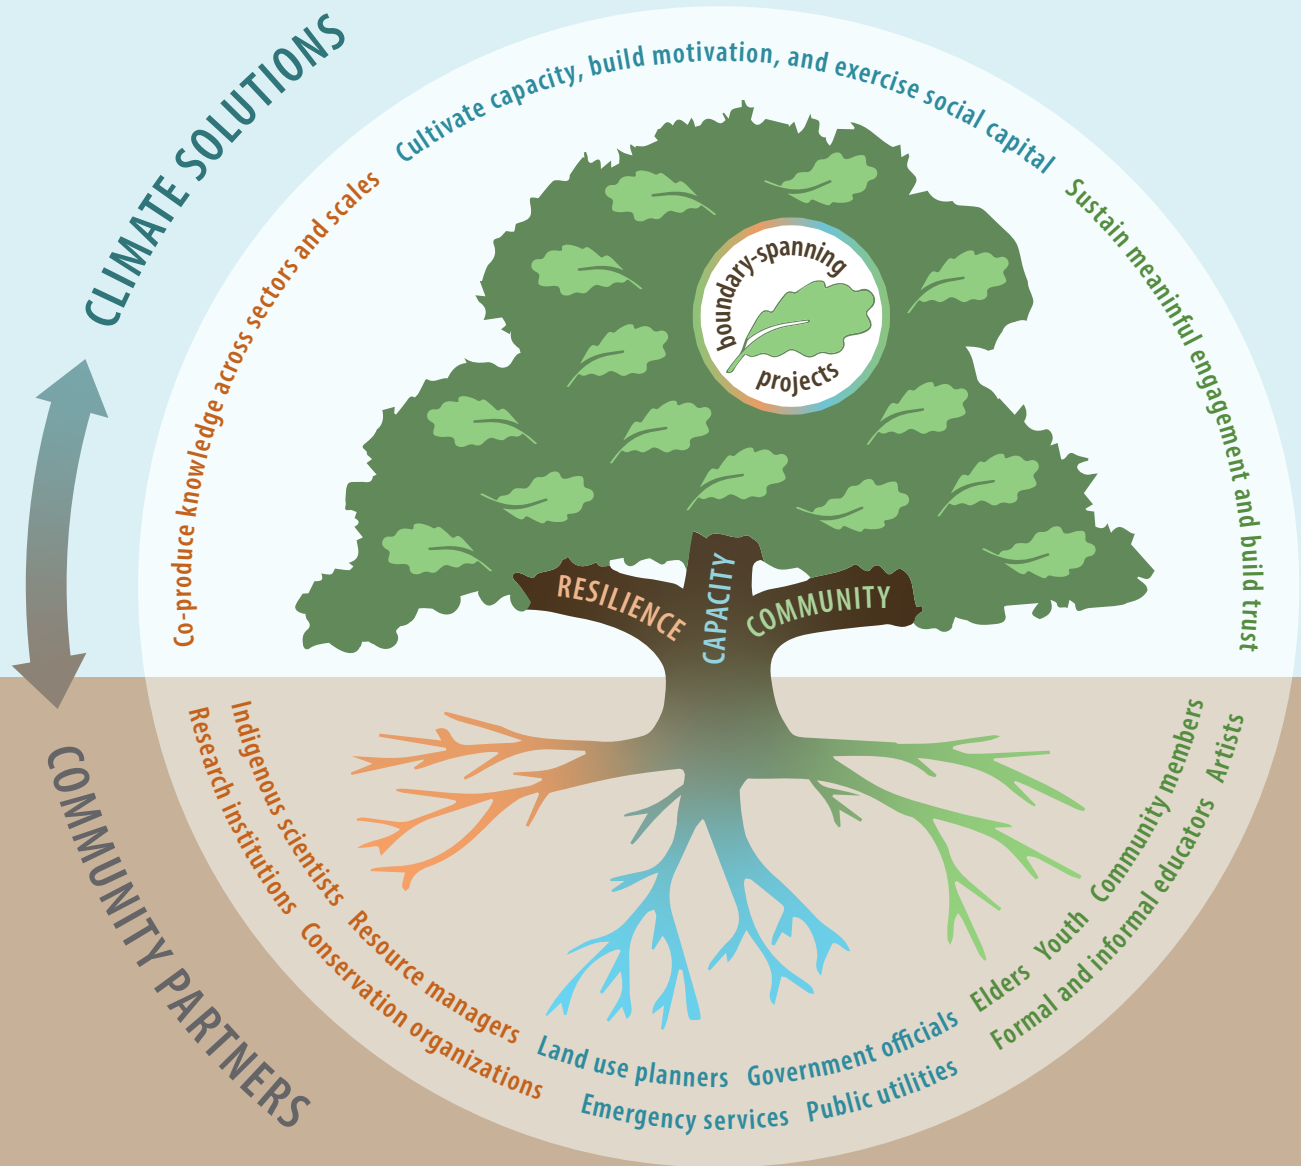 CLIMATE SOLUTIONS
Co-produce knowledge across sectors and scales
Cultivate capacity, build motivation, and exercise social capital
Sustain meaninful engagement and build trust
boundary-spanning
projects
RESILIENCE
CAPACITY
COMMUNITY
COMMUNITY PARTNERS
Indigenous scientists
Research institutions
Resource managers
Conservation organizations
Land use planners
Government officials
Emergency services
Public utilities
Elders
Youth
Community members
Formal and informal educators
Artists